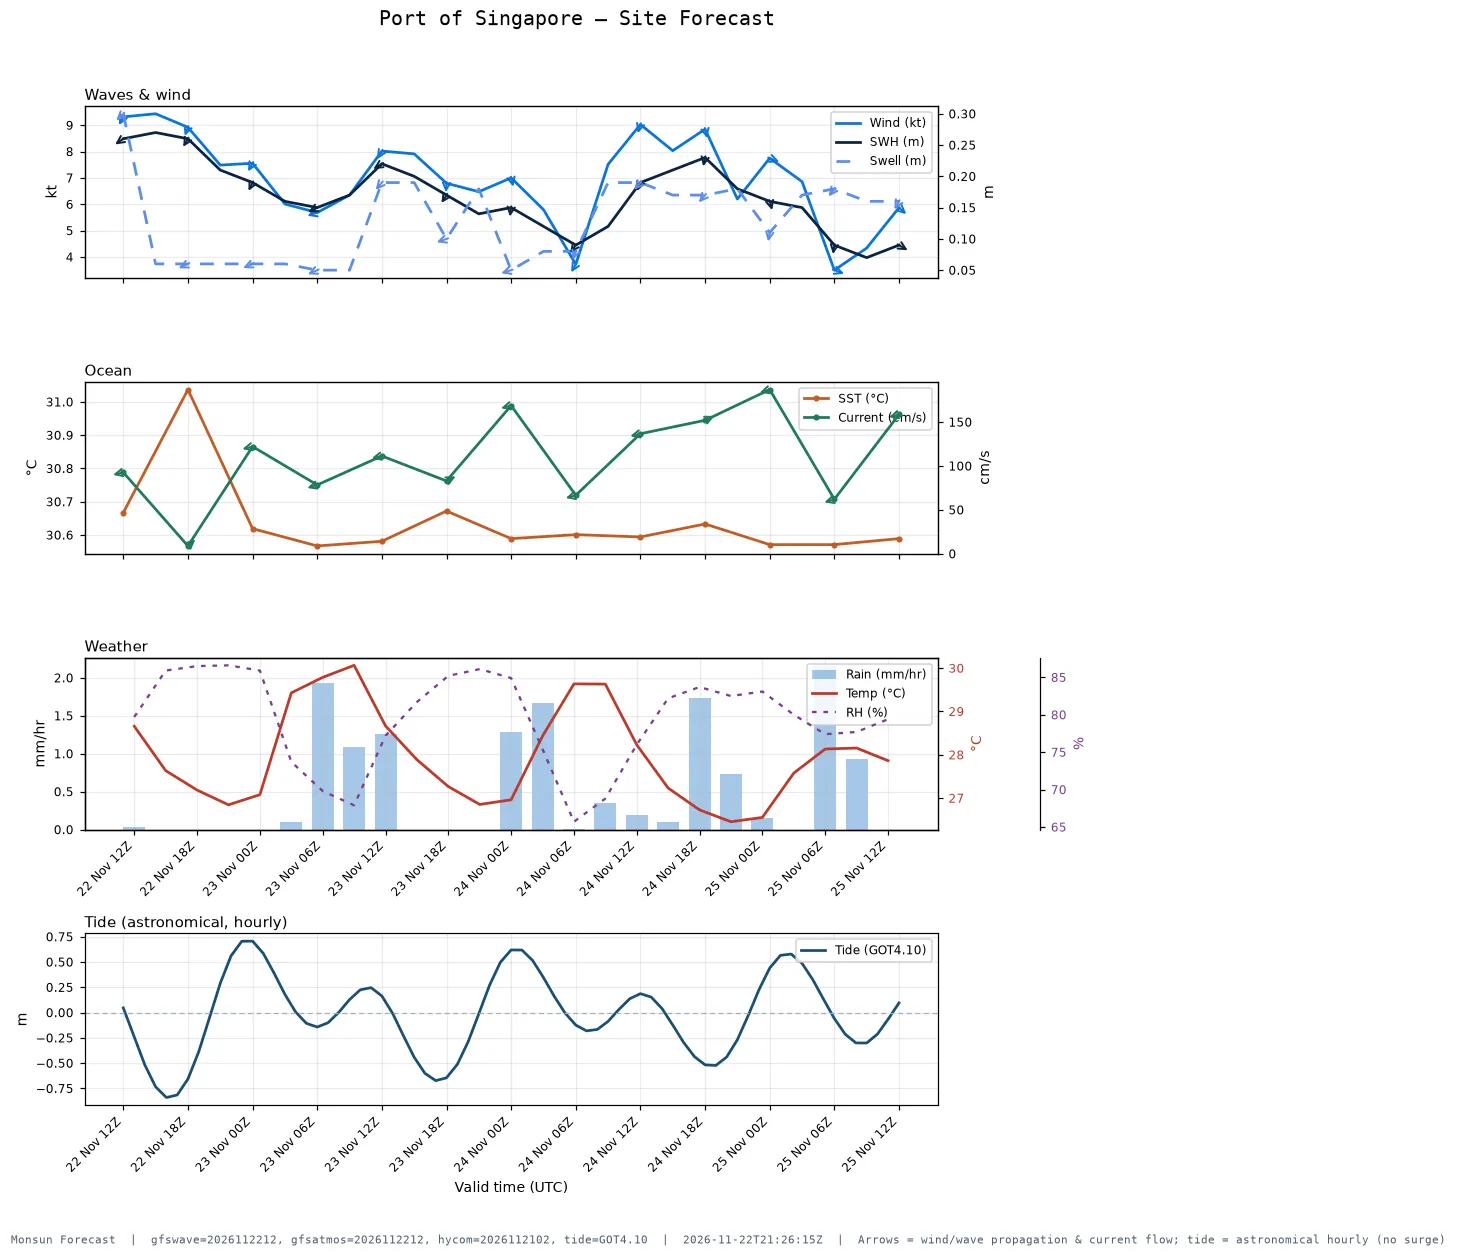 Port of Singapore — Site Forecast
Waves & wind
9
8
7
6
5
4
kt
0.30
0.25
0.20
0.15
0.10
0.05
m
Wind (kt)
SWH (m)
Swell (m)
Ocean
31.0
30.9
30.8
30.7
30.6
°C
150
100
50
0
cm/s
SST (°C)
Current (cm/s)
Weather
2.0
1.5
1.0
0.5
0.0
mm/hr
30
29
28
27
°C
85
80
75
70
65
%
Rain (mm/hr)
Temp (°C)
RH (%)
22 Nov 12Z
22 Nov 18Z
23 Nov 00Z
23 Nov 06Z
23 Nov 12Z
23 Nov 18Z
24 Nov 00Z
24 Nov 06Z
24 Nov 12Z
24 Nov 18Z
25 Nov 00Z
25 Nov 06Z
25 Nov 12Z
Tide (astronomical, hourly)
0.75
0.50
0.25
0.00
−0.25
−0.50
−0.75
m
Tide (GOT4.10)
22 Nov 12Z
22 Nov 18Z
23 Nov 00Z
23 Nov 06Z
23 Nov 12Z
23 Nov 18Z
24 Nov 00Z
24 Nov 06Z
24 Nov 12Z
24 Nov 18Z
25 Nov 00Z
25 Nov 06Z
25 Nov 12Z
Valid time (UTC)
Monsun Forecast | gfswave=2026112212, gfsatmos=2026112212, hycom=2026112102, tide=GOT4.10 | 2026-11-22T21:26:15Z | Arrows = wind/wave propagation & current flow; tide = astronomical hourly (no surge)